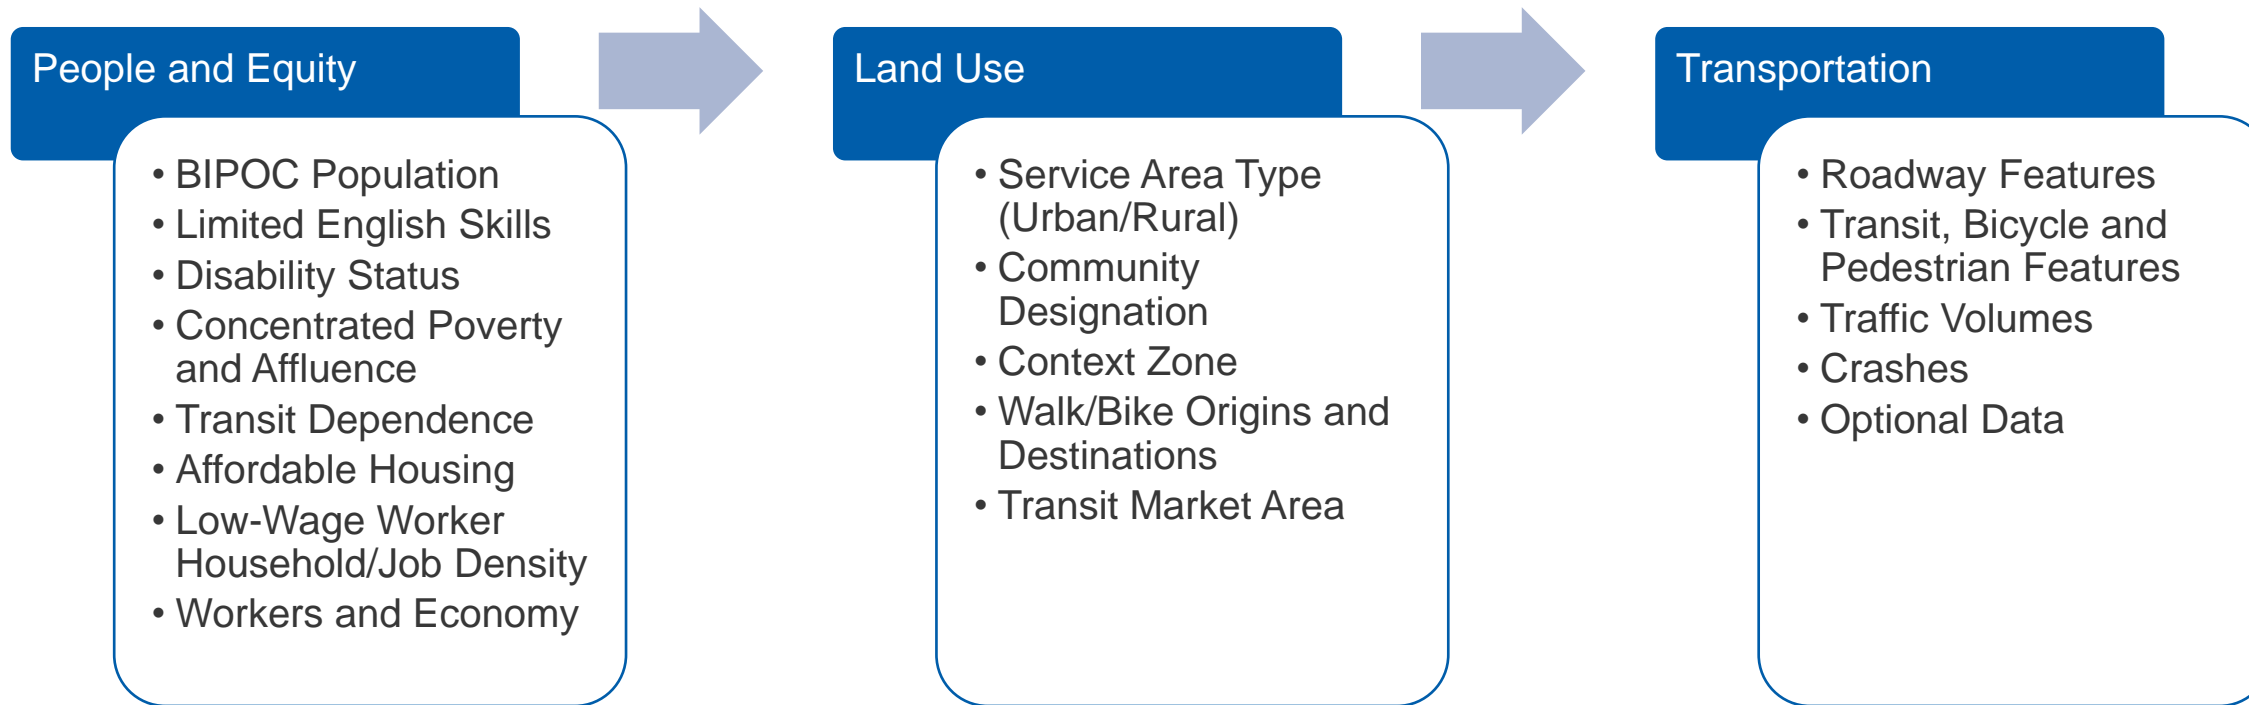 People and Equity
• BIPOC Population
• Limited English Skills
• Disability Status
• Concentrated Poverty
and Affluence
• Transit Dependence
• Affordable Housing
• Low-Wage Worker
Household/Job Density
• Workers and Economy
Land Use
• Service Area Type
(Urban/Rural)
• Community
Designation
• Context Zone
• Walk/Bike Origins and
Destinations
• Transit Market Area
Transportation
• Roadway Features
• Transit, Bicycle and
Pedestrian Features
• Traffic Volumes
• Crashes
• Optional Data